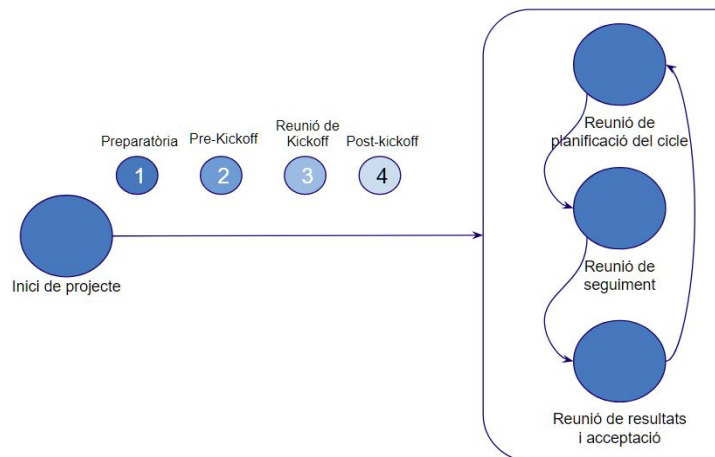 Preparatòria
Pre-Kickoff
Reunió de
Kickoff
Post-kickoff
1
2
3
4
Inici de projecte
Reunió de
planificació del cicle
Reunió de
seguiment
Reunió de resultats
i acceptació